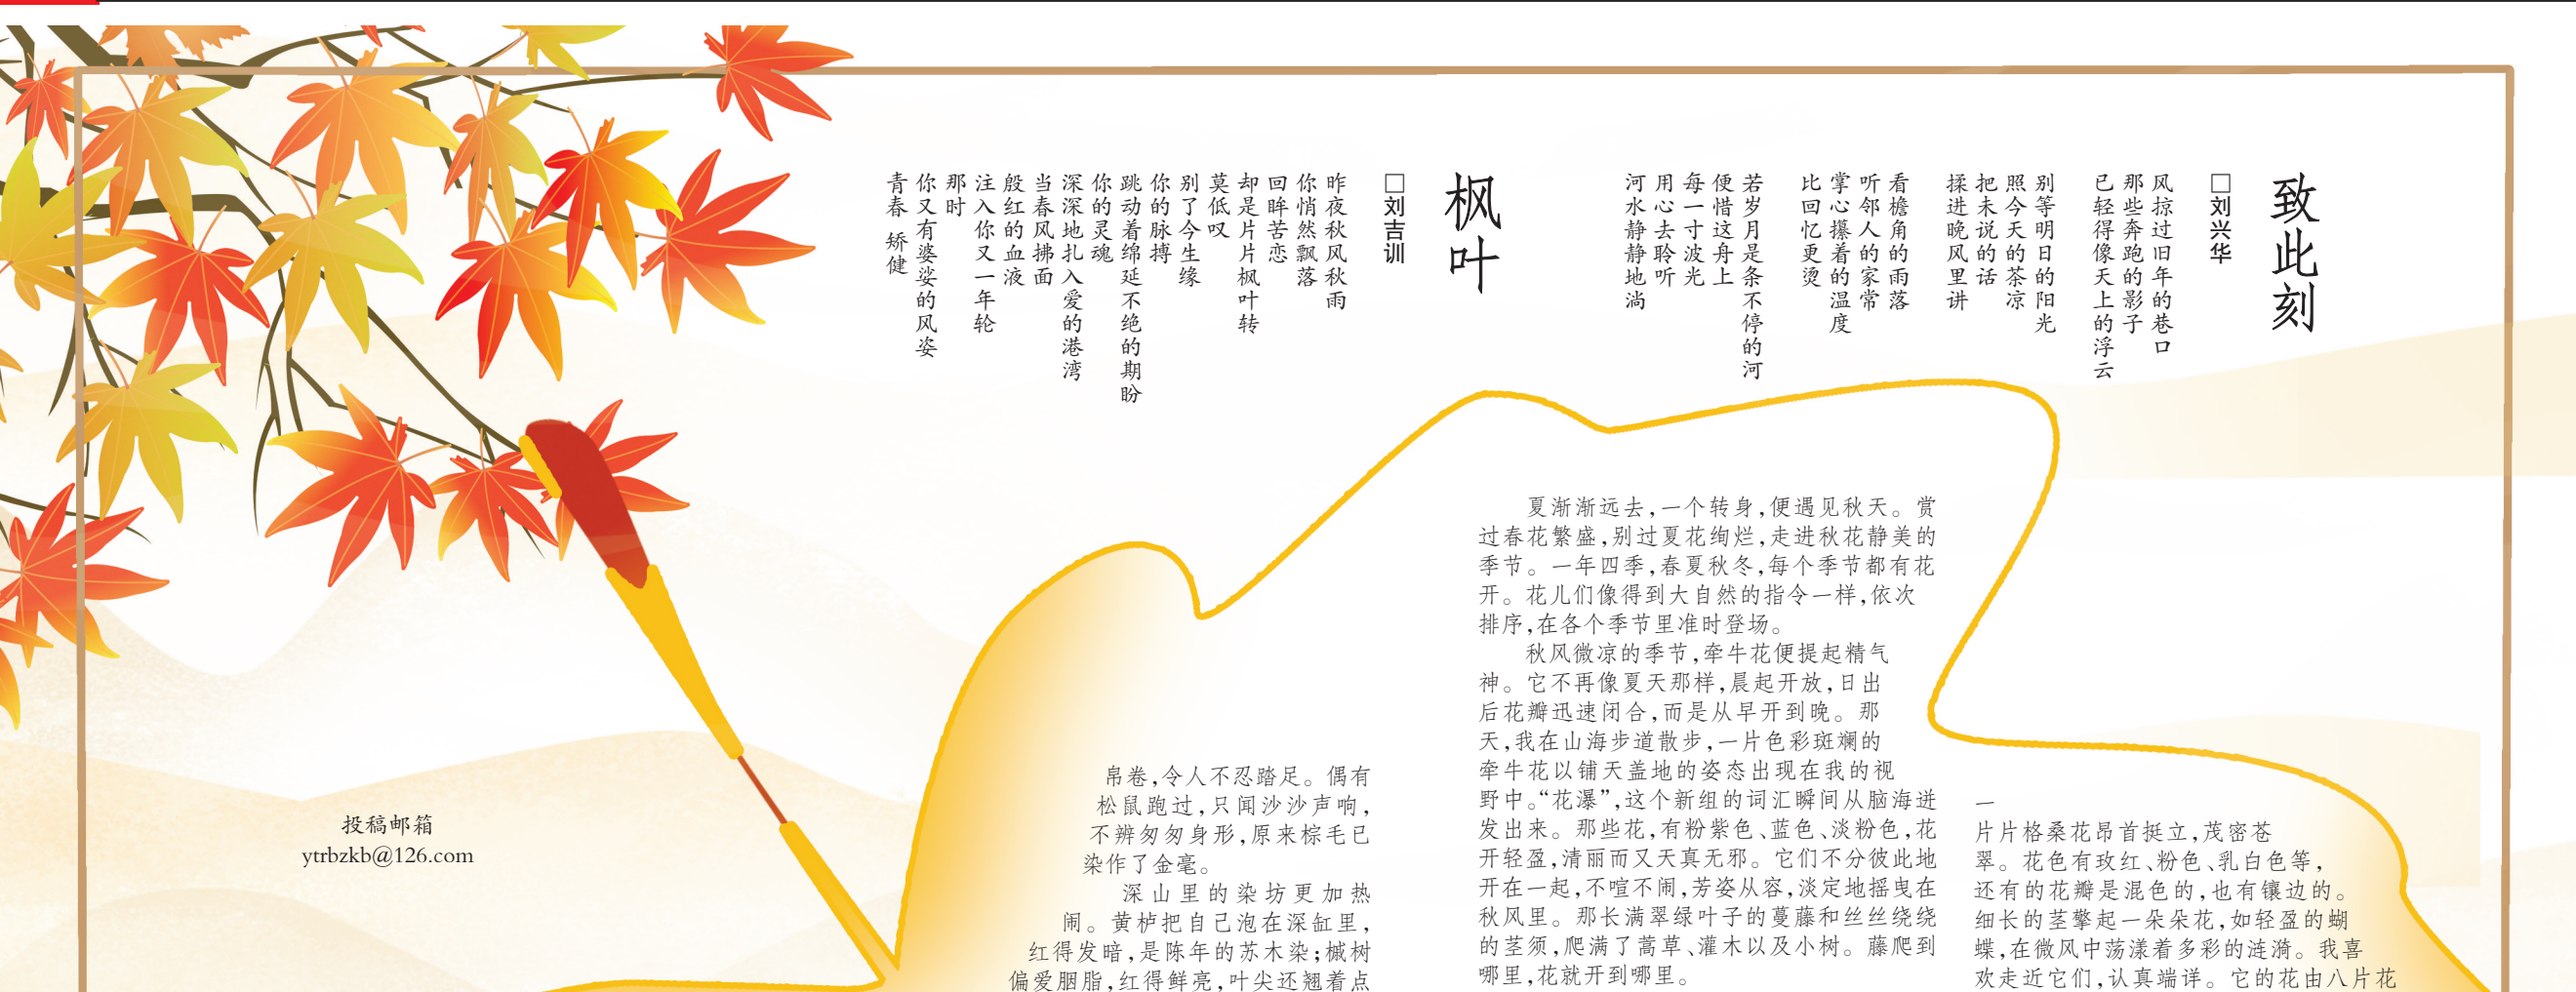 致此刻
□刘兴华
风掠过旧年的巷口
那些奔跑的影子
已轻得像天上的浮云
别等明日的阳光
照今天的茶凉
把未说的话
揉进晚风里讲
看檐角的雨落
听邻人的家常
掌心攥着的温度
比回忆更烫
若岁月是条不停的河
便惜这舟上
每一寸波光
用心去聆听
河水静静地淌
枫叶
□刘吉训
昨夜秋风秋雨
你悄然飘落
回眸苦恋
却是片片枫叶转
莫低叹
别了今生缘
你的脉搏
跳动着绵延不绝的期盼
你的灵魂
深深地扎入爱的港湾
当春风拂面
殷红的血液
注入你又一年轮
那时
你又有婆娑的风姿
青春 矫健
夏渐渐远去,一个转身,便遇见秋天。赏
过春花繁盛,别过夏花绚烂,走进秋花静美的
季节。一年四季,春夏秋冬,每个季节都有花
开。花儿们像得到大自然的指令一样,依次
排序,在各个季节里准时登场。
秋风微凉的季节,牵牛花便提起精气
神。它不再像夏天那样,晨起开放,日出
后花瓣迅速闭合,而是从早开到晚。那
天,我在山海步道散步,一片色彩斑斓的
牵牛花以铺天盖地的姿态出现在我的视
野中。“花瀑”,这个新组的词汇瞬间从脑海迸
发出来。那些花,有粉紫色、蓝色、淡粉色,花
开轻盈,清丽而又天真无邪。它们不分彼此地
开在一起,不喧不闹,芳姿从容,淡定地摇曳在
秋风里。那长满翠绿叶子的蔓藤和丝丝绕绕
的茎须,爬满了蒿草、灌木以及小树。藤爬到
哪里,花就开到哪里。
一
片片格桑花昂首挺立,茂密苍
翠。花色有玫红、粉色、乳白色等,
还有的花瓣是混色的,也有镶边的。
细长的茎擎起一朵朵花,如轻盈的蝴
蝶,在微风中荡漾着多彩的涟漪。我喜
欢走近它们,认真端详。它的花由八片花
帛卷,令人不忍踏足。偶有
松鼠跑过,只闻沙沙声响,
不辨匆匆身形,原来棕毛已
染作了金毫。
深山里的染坊更加热
闹。黄栌把自己泡在深缸里,
红得发暗,是陈年的苏木染;槭树
偏爱胭脂,红得鲜亮,叶尖还翘着点
投稿邮箱
ytrbzkb@126.com